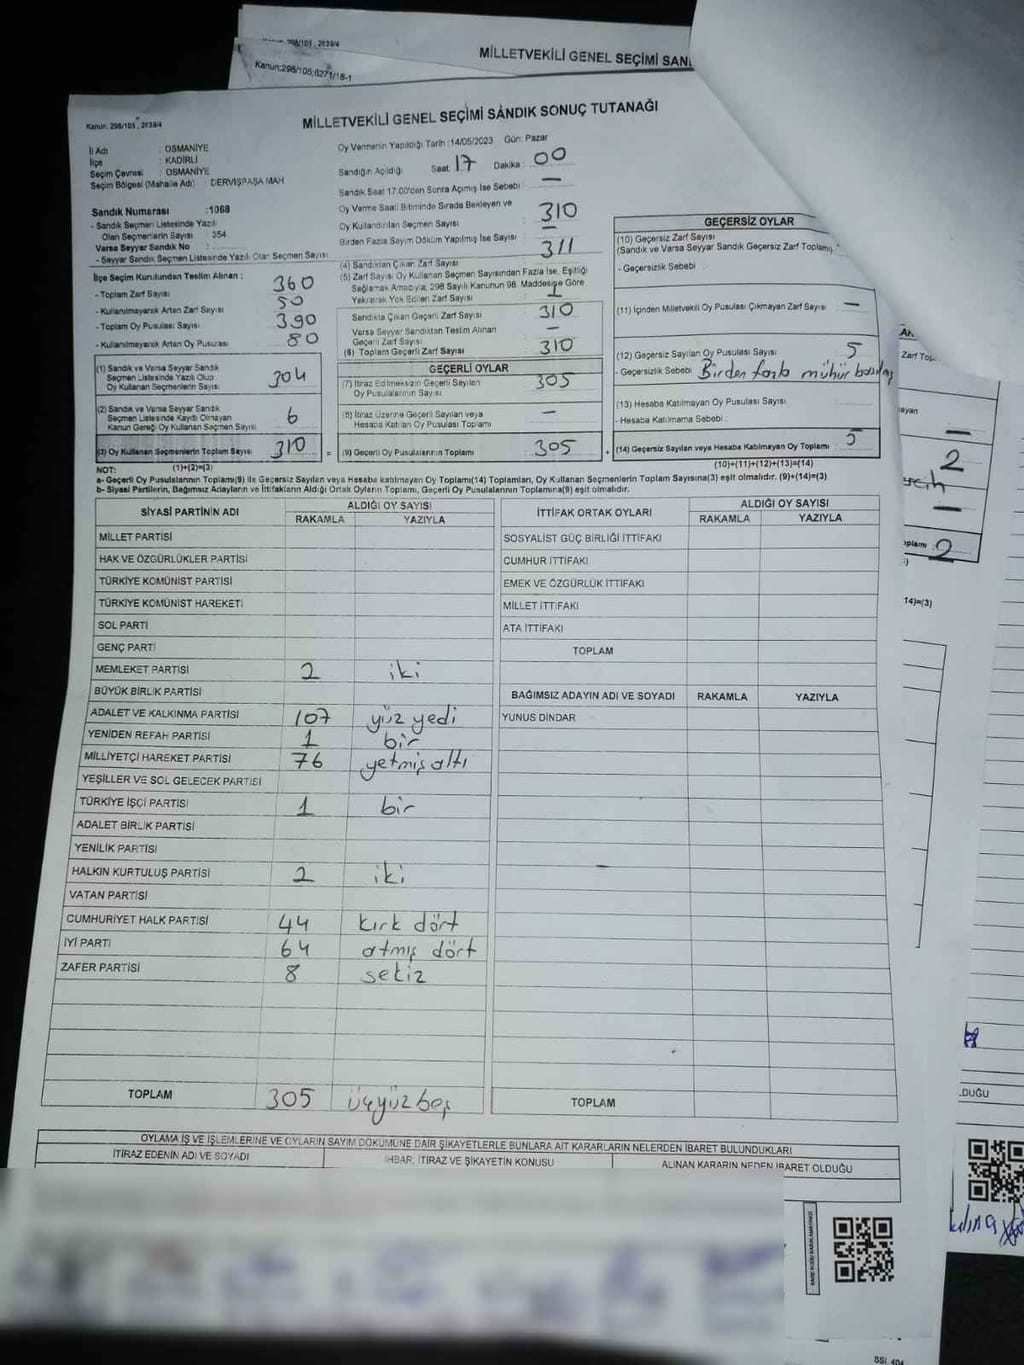 MİLLETVEKİLİ GENEL SEÇİMİ SAN
Kanun:298/105,6271/18-1
Kanun: 298/105, 2839/4
MİLLETVEKİLİ GENEL SEÇİMİ SANDIK SONUÇ TUTANAĞI
İl Adı : OSMANİYE
İlçe : KADİRLİ
Seçim Çevresi : OSMANİYE
Seçim Bölgesi (Mahalle Adı) : DERVİŞPAŞA MAH
Sandık Numarası :1068
- Sandık Seçmen Listesinde Yazılı
Olan Seçmenlerin Sayısı : 354
Varsa Seyyar Sandık No :
- Seyyar Sandık Seçmen Listesinde Yazılı Olan Seçmen Sayısı
İlçe Seçim Kurulundan Teslim Alınan :
- Toplam Zarf Sayısı 360
- Kullanılmayarak Artan Zarf Sayısı 50
- Toplam Oy Pusulası Sayısı 390
- Kullanılmayarak Artan Oy Pusulası 80
Oy Vermenin Yapıldığı Tarih :14/05/2023 Gün: Pazar
Sandığın Açıldığı Saat: 17 Dakika : 00
Sandık Saat 17:00'den Sonra Açılmış İse Sebebi : —
Oy Verme Saati Bitiminde Sırada Bekleyen ve
Oy Kullandırılan Seçmen Sayısı : 310
Birden Fazla Sayım Döküm Yapılmış İse Sayısı : —
(4) Sandıktan Çıkan Zarf Sayısı 311
(5) Zarf Sayısı Oy Kullanan Seçmen Sayısından Fazla İse, Eşitliği
Sağlamak Amacıyla, 298 Sayılı Kanunun 98. Maddesine Göre
Yakılarak Yok Edilen Zarf Sayısı 1
Sandıkta Çıkan Geçerli Zarf Sayısı 310
Varsa Seyyar Sandıktan Teslim Alınan
Geçerli Zarf Sayısı —
(6) Toplam Geçerli Zarf Sayısı 310
(1) Sandık ve Varsa Seyyar Sandık
Seçmen Listesinde Yazılı Olup
Oy Kullanan Seçmenlerin Sayısı 304
(2) Sandık ve Varsa Seyyar Sandık
Seçmen Listesinde Kayıtlı Olmayan
Kanun Gereği Oy Kullanan Seçmen Sayısı 6
(3) Oy Kullanan Seçmenlerin Toplam Sayısı 310
(1)+(2)=(3)
GEÇERLİ OYLAR
(7) İtiraz Edilmeksizin Geçerli Sayılan
Oy Pusulalarının Sayısı 305
(8) İtiraz Üzerine Geçerli Sayılan veya
Hesaba Katılan Oy Pusulası Toplamı —
= (9) Geçerli Oy Pusulalarının Toplamı 305
GEÇERSİZ OYLAR
(10) Geçersiz Zarf Sayısı
(Sandık ve Varsa Seyyar Sandık Geçersiz Zarf Toplamı)
- Geçersizlik Sebebi :
(11) İçinden Milletvekili Oy Pusulası Çıkmayan Zarf Sayısı —
(12) Geçersiz Sayılan Oy Pusulası Sayısı 5
- Geçersizlik Sebebi Birden fazla mühür
(13) Hesaba Katılmayan Oy Pusulası Sayısı
- Hesaba Katılmama Sebebi :
+ (14) Geçersiz Sayılan veya Hesaba Katılmayan Oy Toplamı 5
(10)+(11)+(12)+(13)=(14)
NOT:
a- Geçerli Oy Pusulalarının Toplamı(9) ile Geçersiz Sayılan veya Hesaba katılmayan Oy Toplamı(14) Toplamları, Oy Kullanan Seçmenlerin Toplam Sayısına(3) eşit olmalıdır. (9)+(14)=(3)
b- Siyasi Partilerin, Bağımsız Adayların ve İttifakların Aldığı Ortak Oyların Toplamı, Geçerli Oy Pusulalarının Toplamına(9) eşit olmalıdır.
SİYASİ PARTİNİN ADI ALDIĞI OY SAYISI
RAKAMLA YAZIYLA
MİLLET PARTİSİ
HAK VE ÖZGÜRLÜKLER PARTİSİ
TÜRKİYE KOMÜNİST PARTİSİ
TÜRKİYE KOMÜNİST HAREKETİ
SOL PARTİ
GENÇ PARTİ
MEMLEKET PARTİSİ 2 iki
BÜYÜK BİRLİK PARTİSİ
ADALET VE KALKINMA PARTİSİ 107 yüz yedi
YENİDEN REFAH PARTİSİ 1 bir
MİLLİYETÇİ HAREKET PARTİSİ 76 yetmiş altı
YEŞİLLER VE SOL GELECEK PARTİSİ
TÜRKİYE İŞÇİ PARTİSİ 1 bir
ADALET BİRLİK PARTİSİ
YENİLİK PARTİSİ
HALKIN KURTULUŞ PARTİSİ 2 iki
VATAN PARTİSİ
CUMHURİYET HALK PARTİSİ 44 kırk dört
İYİ PARTİ 64 atmış dört
ZAFER PARTİSİ 8 sekiz
TOPLAM 305 üçyüzbeş
İTTİFAK ORTAK OYLARI ALDIĞI OY SAYISI
RAKAMLA YAZIYLA
SOSYALİST GÜÇ BİRLİĞİ İTTİFAKI
CUMHUR İTTİFAKI
EMEK VE ÖZGÜRLÜK İTTİFAKI
MİLLET İTTİFAKI
ATA İTTİFAKI
TOPLAM
BAĞIMSIZ ADAYIN ADI VE SOYADI RAKAMLA YAZIYLA
YUNUS DİNDAR
TOPLAM
OYLAMA İŞ VE İŞLEMLERİNE VE OYLARIN SAYIM DÖKÜMÜNE DAİR ŞİKAYETLERLE BUNLARA AİT KARARLARIN NELERDEN İBARET BULUNDUKLARI
İTİRAZ EDENİN ADI VE SOYADI
İHBAR, İTİRAZ VE ŞİKAYETİN KONUSU
ALINAN KARARIN NEDEN İBARET OLDUĞU
Zarf Top
2
2
14)=(3)
LDUĞU